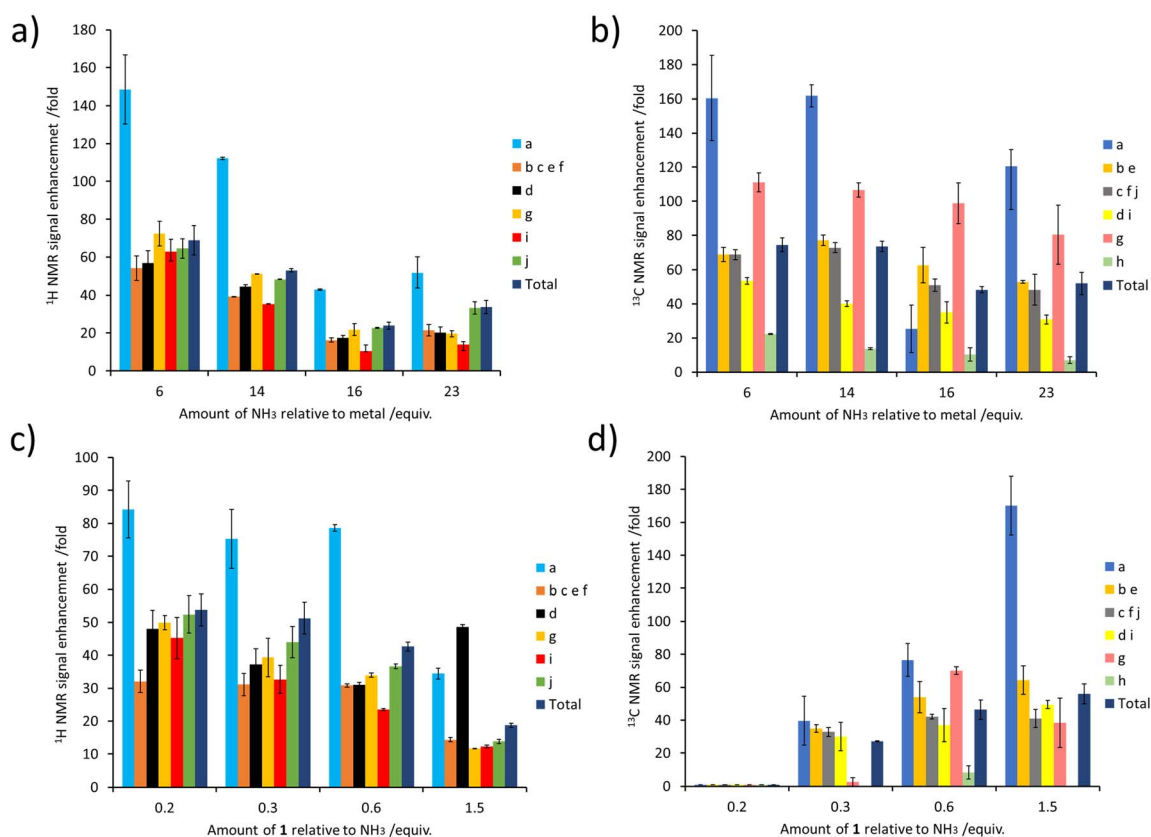 a)
¹H NMR signal enhancemnet /fold
180
160
140
120
100
80
60
40
20
0
6 14 16 23
Amount of NH₃ relative to metal /equiv.
a
b c e f
d
g
i
j
Total
b)
¹³C NMR signal enhancement /fold
200
180
160
140
120
100
80
60
40
20
0
6 14 16 23
Amount of NH₃ relative to metal /equiv.
a
b e
c f j
d i
g
h
Total
c)
¹H NMR signal enhancemnet /fold
100
90
80
70
60
50
40
30
20
10
0
0.2 0.3 0.6 1.5
Amount of 1 relative to NH₃ /equiv.
a
b c e f
d
g
i
j
Total
d)
¹³C NMR signal enhancement /fold
200
180
160
140
120
100
80
60
40
20
0
0.2 0.3 0.6 1.5
Amount of 1 relative to NH₃ /equiv.
a
b e
c f j
d i
g
h
Total